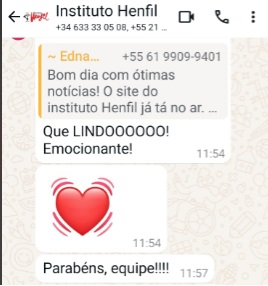 Instituto Henfil
+34 633 33 05 08, +55 21 ...
~ Edna... +55 61 9909-9401
Bom dia com ótimas
notícias! O site do
instituto Henfil já tá no ar. ...
Que LINDOOOOOO!
Emocionante! 11:54
11:54
Parabéns, equipe!!!! 11:57